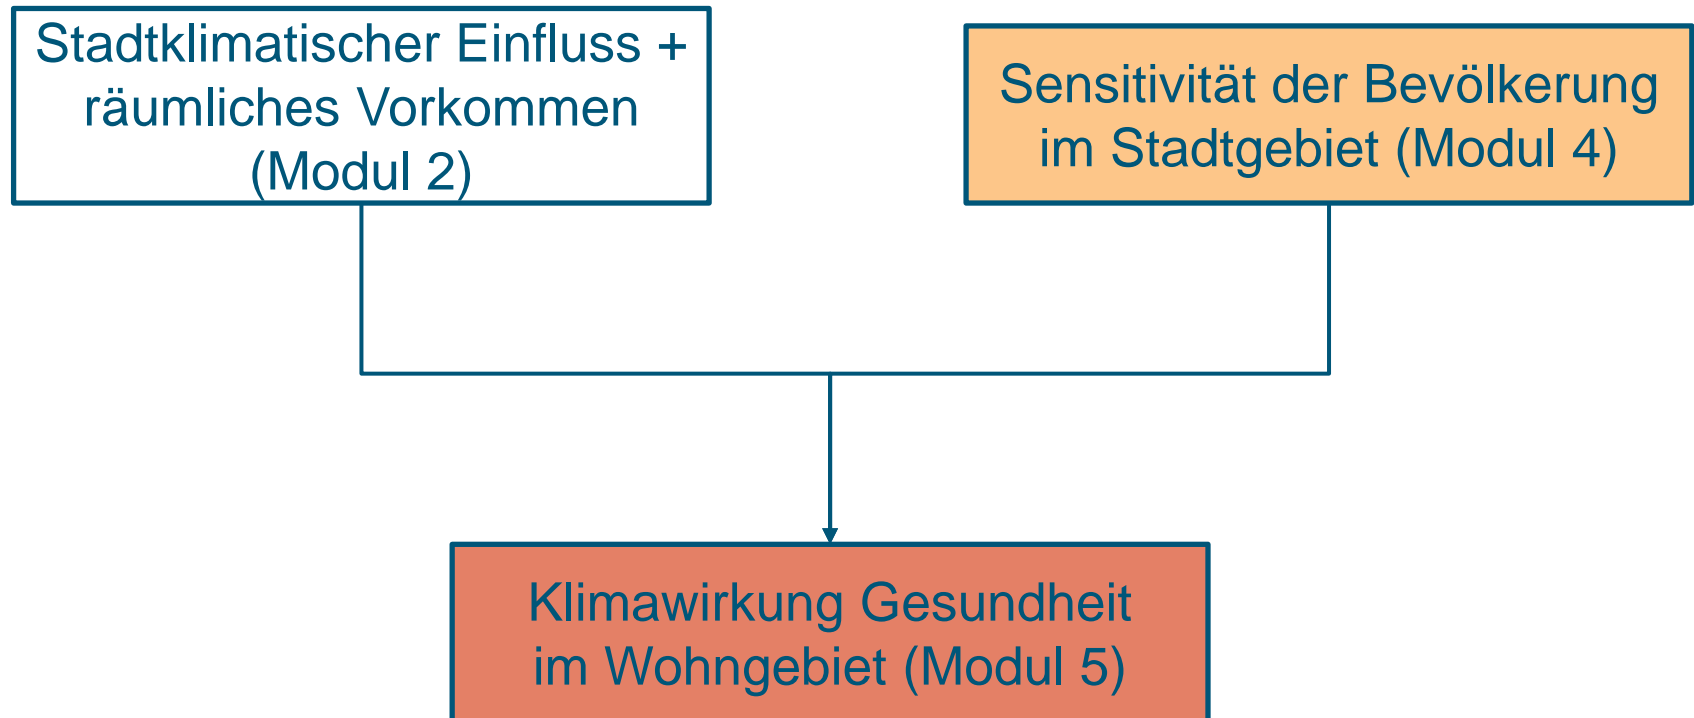 Stadtklimatischer Einfluss +
räumliches Vorkommen
(Modul 2)
Sensitivität der Bevölkerung
im Stadtgebiet (Modul 4)
Klimawirkung Gesundheit
im Wohngebiet (Modul 5)